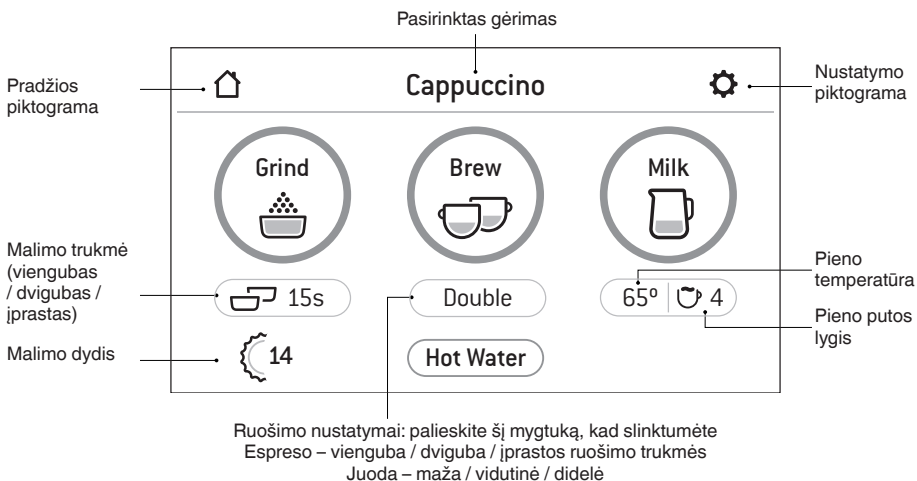 Pasirinktas gėrimas
Pradžios
piktograma
Cappuccino
Nustatymo
piktograma
Grind
Brew
Milk
Malimo trukmė
(viengubas
/ dvigubas /
įprastas)
15s
Double
65º
4
Pieno
temperatūra
Pieno putos
lygis
Malimo dydis
14
Hot Water
Ruošimo nustatymai: palieskite šį mygtuką, kad slinktumėte
Espreso – vienguba / dviguba / įprastos ruošimo trukmės
Juoda – maža / vidutinė / didelė